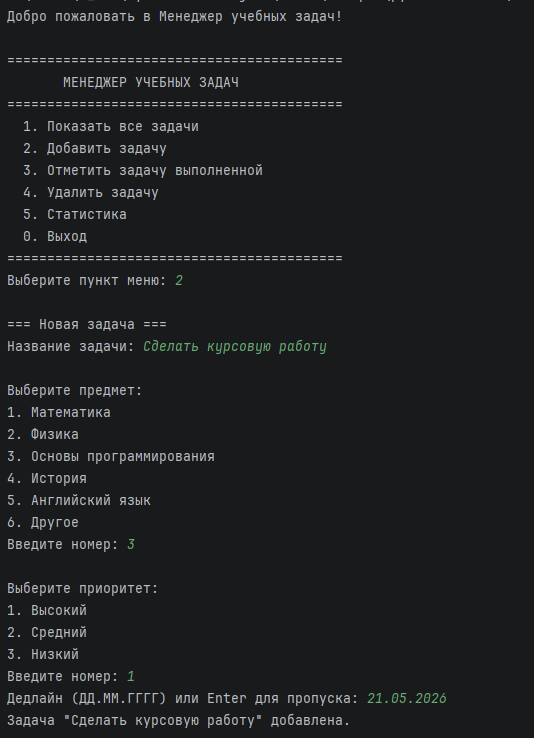 Добро пожаловать в Менеджер учебных задач!
==========================================
МЕНЕДЖЕР УЧЕБНЫХ ЗАДАЧ
==========================================
1. Показать все задачи
2. Добавить задачу
3. Отметить задачу выполненной
4. Удалить задачу
5. Статистика
0. Выход
==========================================
Выберите пункт меню: 2
=== Новая задача ===
Название задачи: Сделать курсовую работу
Выберите предмет:
1. Математика
2. Физика
3. Основы программирования
4. История
5. Английский язык
6. Другое
Введите номер: 3
Выберите приоритет:
1. Высокий
2. Средний
3. Низкий
Введите номер: 1
Дедлайн (ДД.ММ.ГГГГ) или Enter для пропуска: 21.05.2026
Задача "Сделать курсовую работу" добавлена.